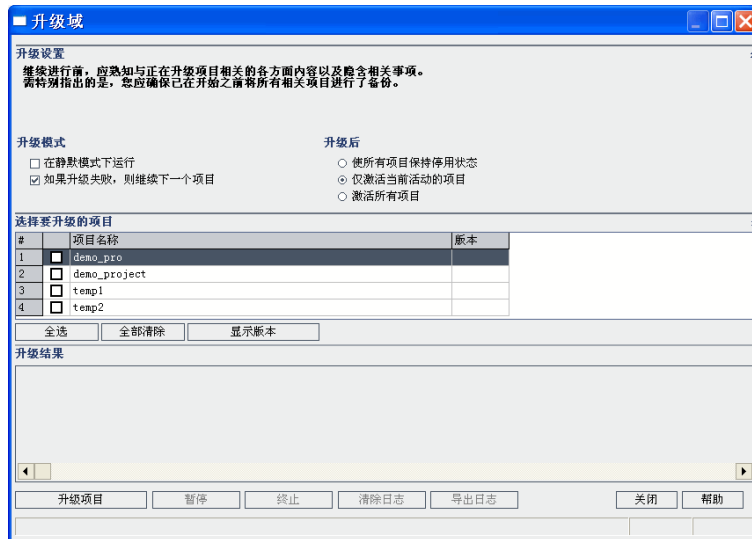 升级域
升级设置
继续进行前，应熟知与正在升级项目相关的各方面内容以及隐含相关事项。
需特别指出的是，您应确保已在开始之前将所有相关项目进行了备份。
升级模式
在静默模式下运行
如果升级失败，则继续下一个项目
升级后
使所有项目保持停用状态
仅激活当前活动的项目
激活所有项目
选择要升级的项目
# 项目名称 版本
1 demo_pro
2 demo_project
3 temp1
4 temp2
全选 全部清除 显示版本
升级结果
升级项目 暂停 终止 清除日志 导出日志 关闭 帮助